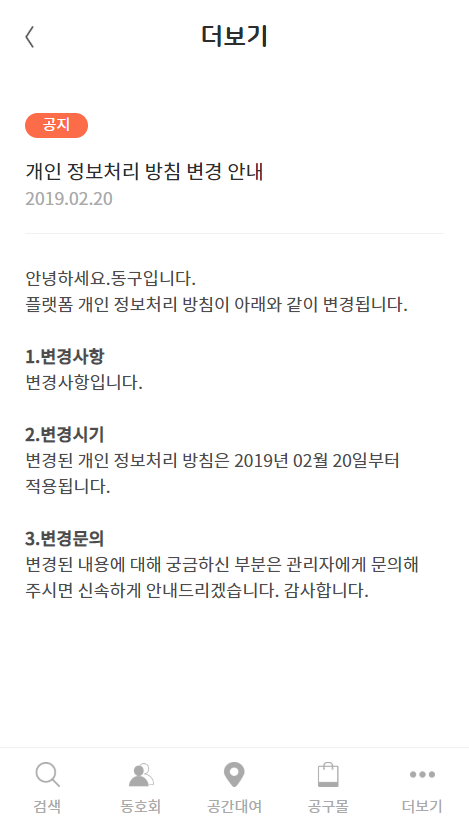 더보기
공지
개인 정보처리 방침 변경 안내
2019.02.20
안녕하세요.동구입니다.
플랫폼 개인 정보처리 방침이 아래와 같이 변경됩니다.
1.변경사항
변경사항입니다.
2.변경시기
변경된 개인 정보처리 방침은 2019년 02월 20일부터
적용됩니다.
3.변경문의
변경된 내용에 대해 궁금하신 부분은 관리자에게 문의해
주시면 신속하게 안내드리겠습니다. 감사합니다.
검색 동호회 공간대여 공구몰 더보기